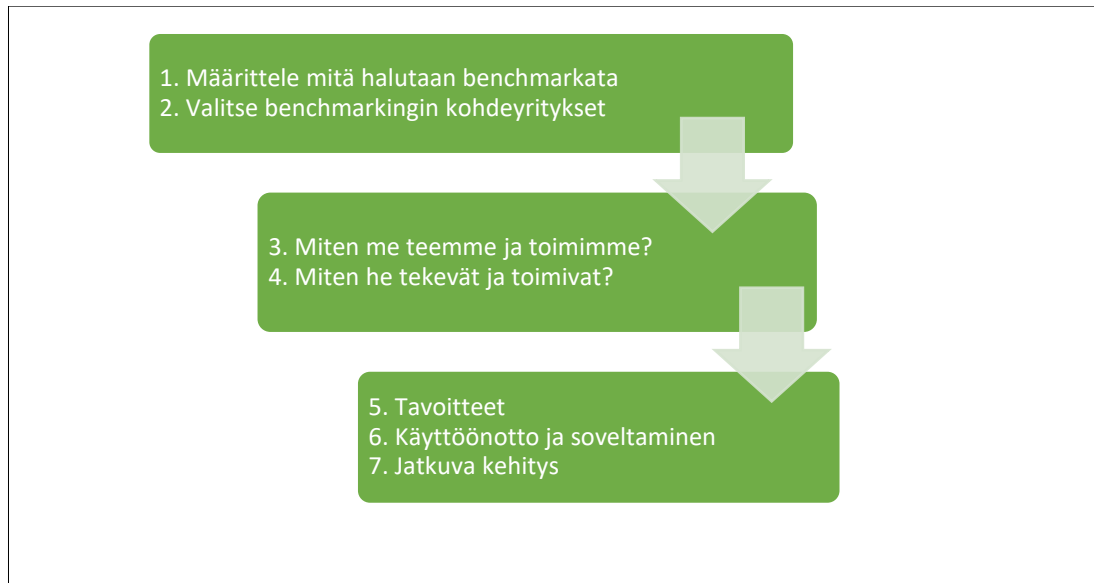 1. Määrittele mitä halutaan benchmarkata
2. Valitse benchmarkingin kohdeyritykset
3. Miten me teemme ja toimimme?
4. Miten he tekevät ja toimivat?
5. Tavoitteet
6. Käyttöönotto ja soveltaminen
7. Jatkuva kehitys